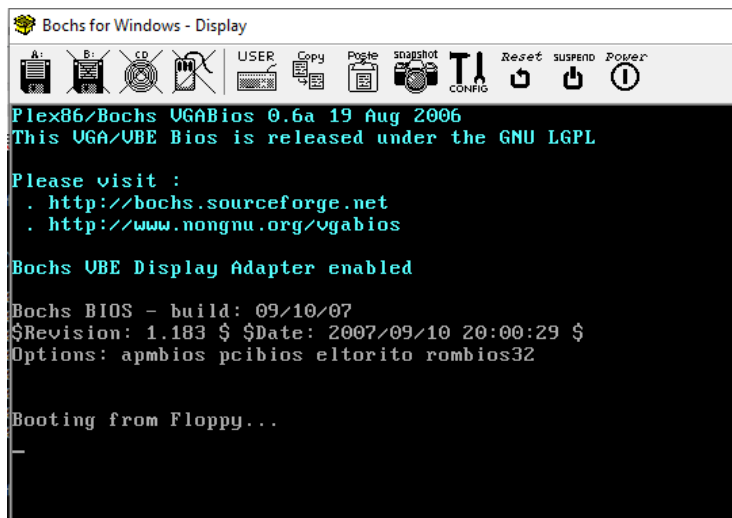 Bochs for Windows - Display
A: B: CD USER Copy Paste snapshot CONFIG Reset SUSPEND Power
Plex86/Bochs VGABios 0.6a 19 Aug 2006
This VGA/VBE Bios is released under the GNU LGPL
Please visit :
. http://bochs.sourceforge.net
. http://www.nongnu.org/vgabios
Bochs VBE Display Adapter enabled
Bochs BIOS - build: 09/10/07
$Revision: 1.183 $ $Date: 2007/09/10 20:00:29 $
Options: apmbios pcibios eltorito rombios32
Booting from Floppy...
_